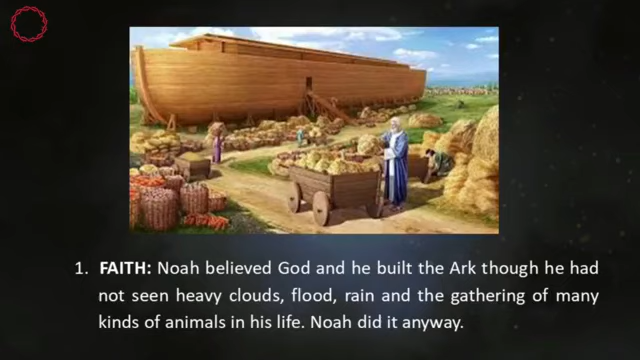 1. FAITH: Noah believed God and he built the Ark though he had
not seen heavy clouds, flood, rain and the gathering of many
kinds of animals in his life. Noah did it anyway.